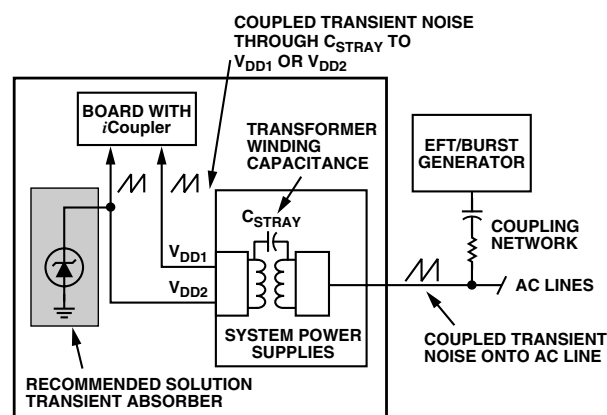 COUPLED TRANSIENT NOISE
THROUGH CSTRAY TO
VDD1 OR VDD2
BOARD WITH
iCoupler
TRANSFORMER
WINDING
CAPACITANCE
EFT/BURST
GENERATOR
CSTRAY
COUPLING
NETWORK
VDD1
VDD2
AC LINES
SYSTEM POWER
SUPPLIES
COUPLED TRANSIENT
NOISE ONTO AC LINE
RECOMMENDED SOLUTION
TRANSIENT ABSORBER